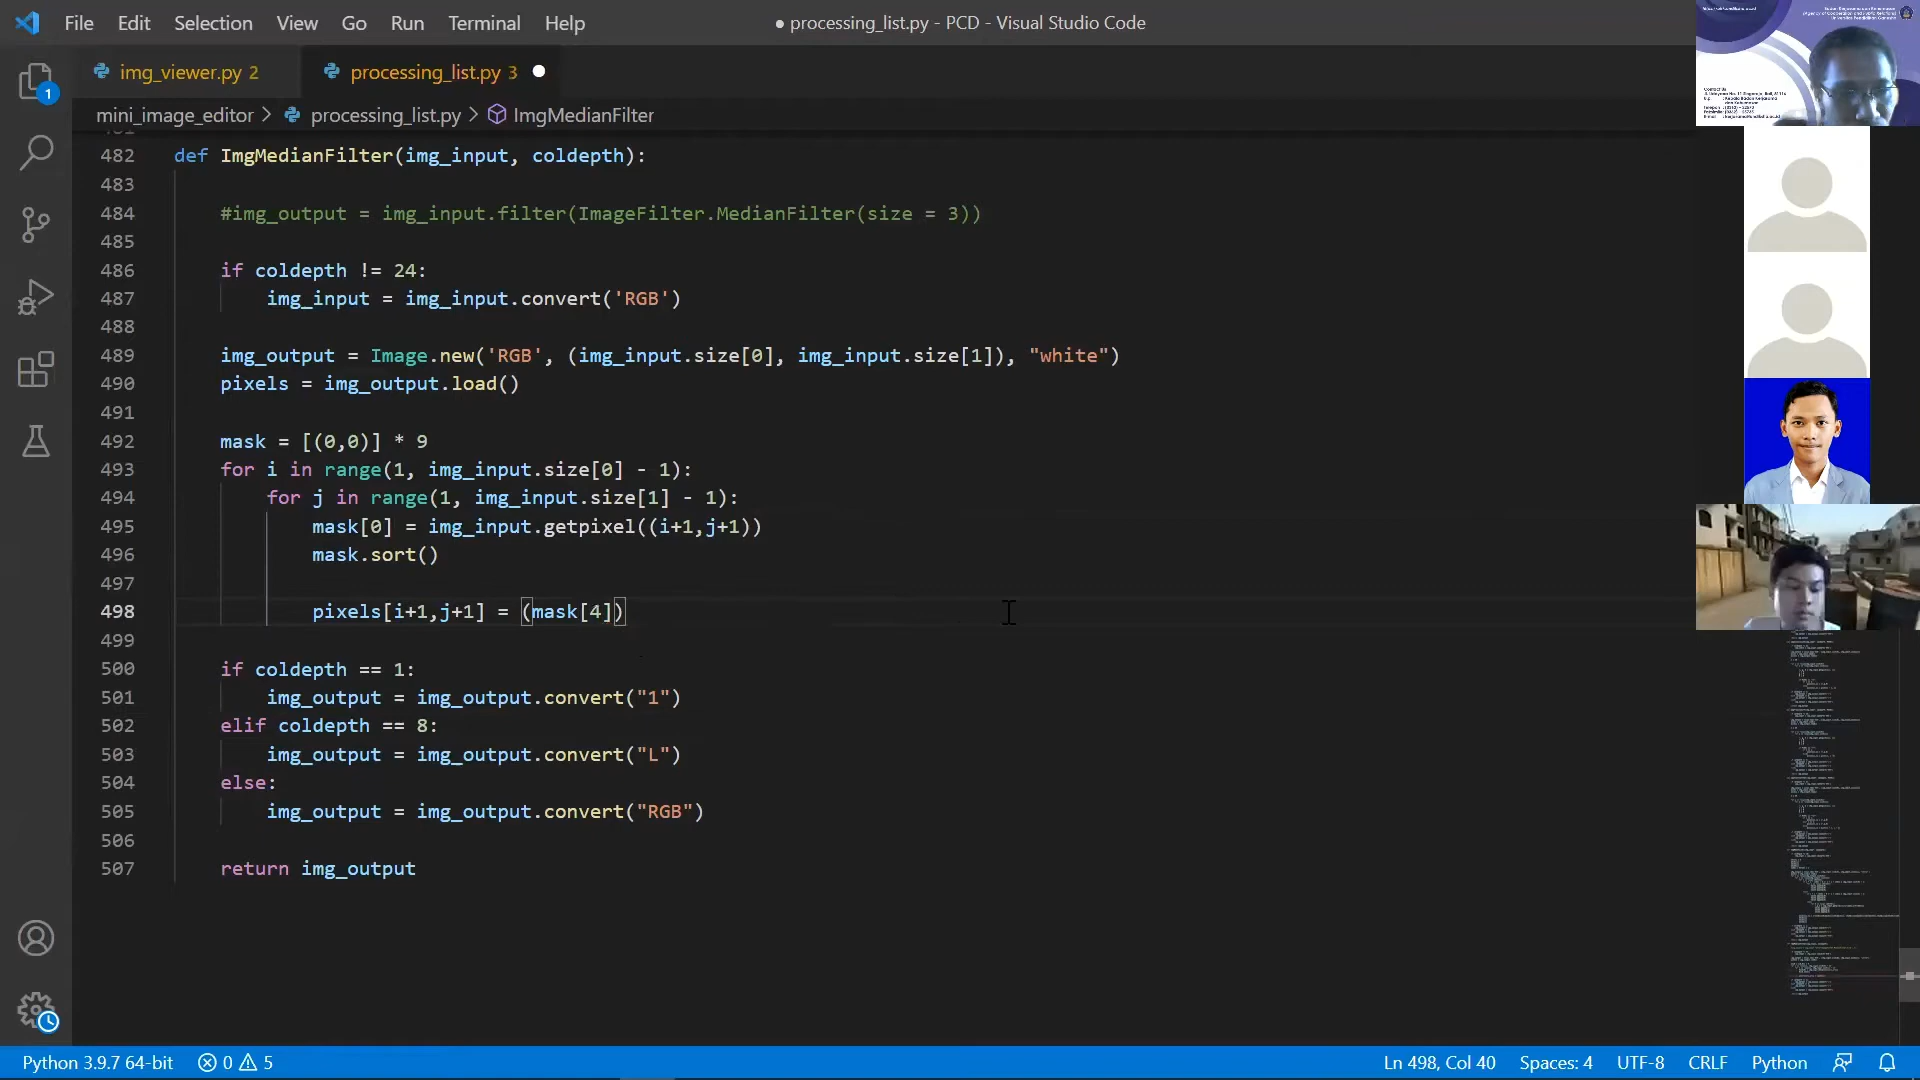 File Edit Selection View Go Run Terminal Help
● processing_list.py - PCD - Visual Studio Code
img_viewer.py 2
processing_list.py 3
mini_image_editor > processing_list.py > ImgMedianFilter
1
482 def ImgMedianFilter(img_input, coldepth):
483
484 #img_output = img_input.filter(ImageFilter.MedianFilter(size = 3))
485
486 if coldepth != 24:
487 img_input = img_input.convert('RGB')
488
489 img_output = Image.new('RGB', (img_input.size[0], img_input.size[1]), "white")
490 pixels = img_output.load()
491
492 mask = [(0,0)] * 9
493 for i in range(1, img_input.size[0] - 1):
494 for j in range(1, img_input.size[1] - 1):
495 mask[0] = img_input.getpixel((i+1,j+1))
496 mask.sort()
497
498 pixels[i+1,j+1] = (mask[4])
499
500 if coldepth == 1:
501 img_output = img_output.convert("1")
502 elif coldepth == 8:
503 img_output = img_output.convert("L")
504 else:
505 img_output = img_output.convert("RGB")
506
507 return img_output
Python 3.9.7 64-bit
0 5
Ln 498, Col 40
Spaces: 4
UTF-8
CRLF
Python